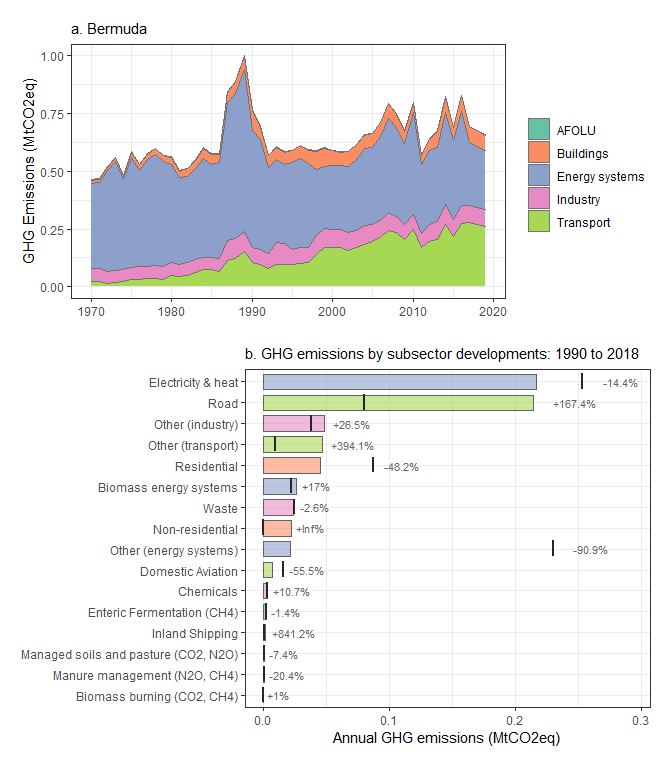 a. Bermuda
GHG Emissions (MtCO2eq)
1.00
0.75
0.50
0.25
0.00
1970 1980 1990 2000 2010 2020
AFOLU
Buildings
Energy systems
Industry
Transport
b. GHG emissions by subsector developments: 1990 to 2018
Electricity & heat -14.4%
Road +167.4%
Other (industry) +26.5%
Other (transport) +394.1%
Residential -48.2%
Biomass energy systems +17%
Waste -2.6%
Non-residential +Inf%
Other (energy systems) -90.9%
Domestic Aviation -55.5%
Chemicals +10.7%
Enteric Fermentation (CH4) -1.4%
Inland Shipping +841.2%
Managed soils and pasture (CO2, N2O) -7.4%
Manure management (N2O, CH4) -20.4%
Biomass burning (CO2, CH4) +1%
0.0 0.1 0.2 0.3
Annual GHG emissions (MtCO2eq)